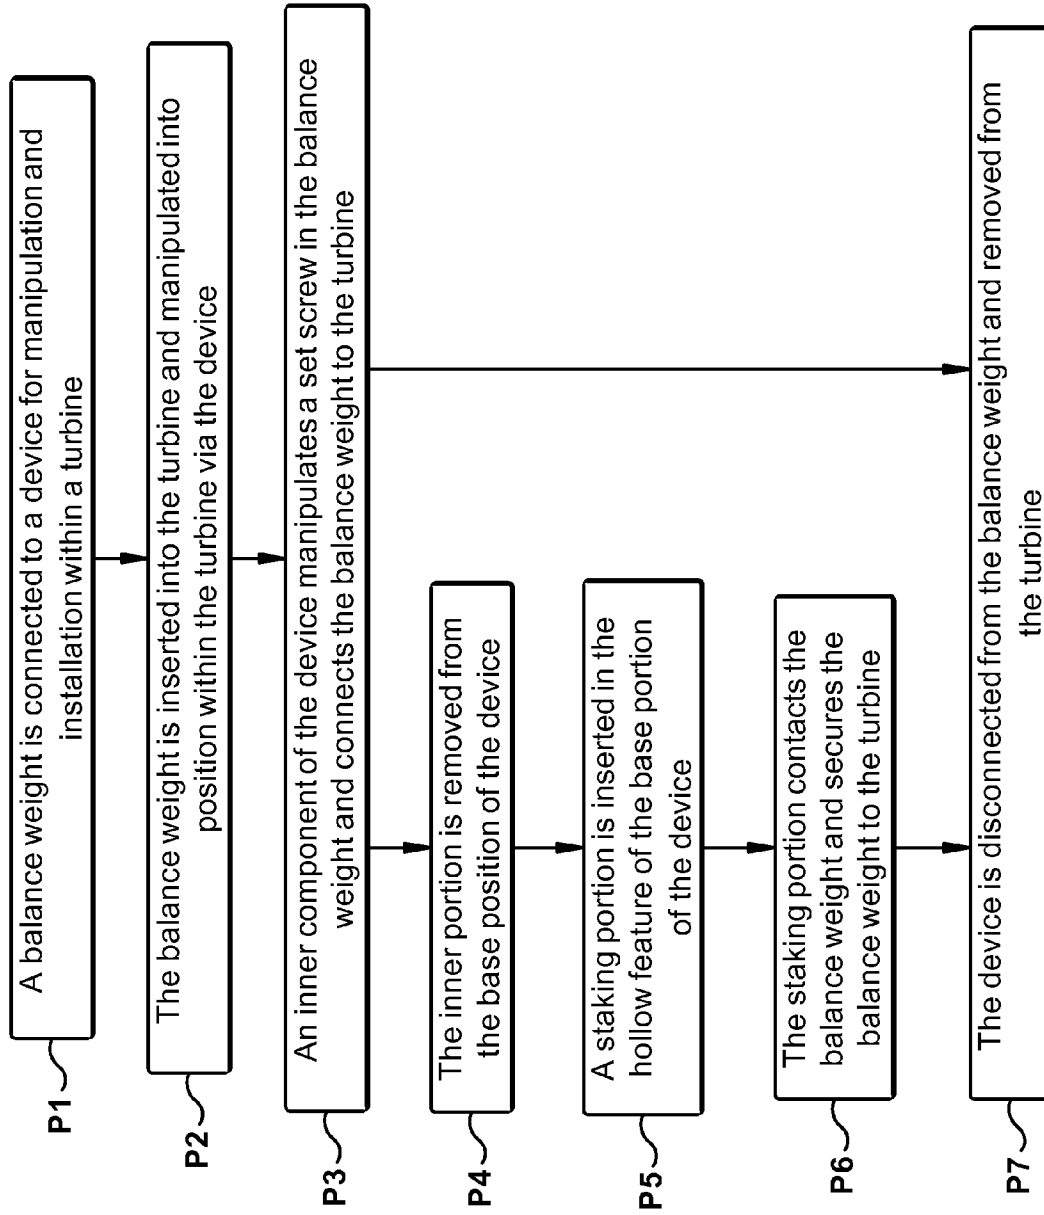 P1
A balance weight is connected to a device for manipulation and
installation within a turbine
P2
The balance weight is inserted into the turbine and manipulated into
position within the turbine via the device
P3
An inner component of the device manipulates a set screw in the balance
weight and connects the balance weight to the turbine
P4
The inner portion is removed from
the base position of the device
P5
A staking portion is inserted in the
hollow feature of the base portion
of the device
P6
The staking portion contacts the
balance weight and secures the
balance weight to the turbine
P7
The device is disconnected from the balance weight and removed from
the turbine